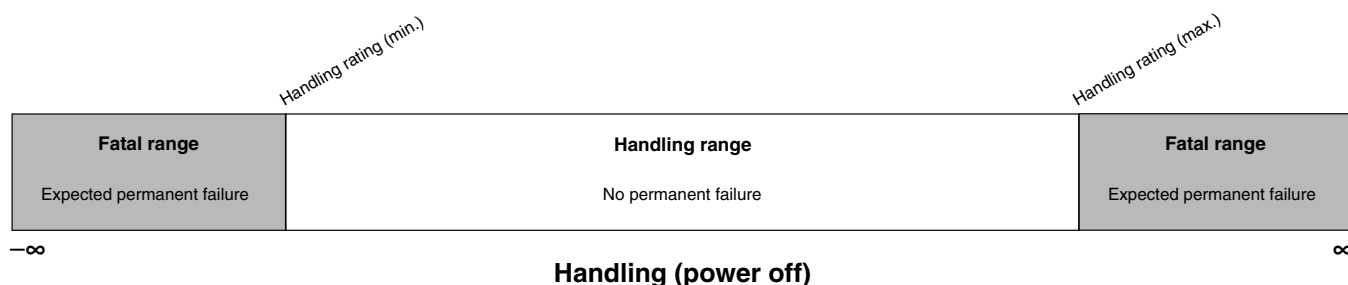 Handling rating (min.)
Handling rating (max.)
Fatal range
Handling range
Fatal range
Expected permanent failure
No permanent failure
Expected permanent failure
–∞
∞
Handling (power off)